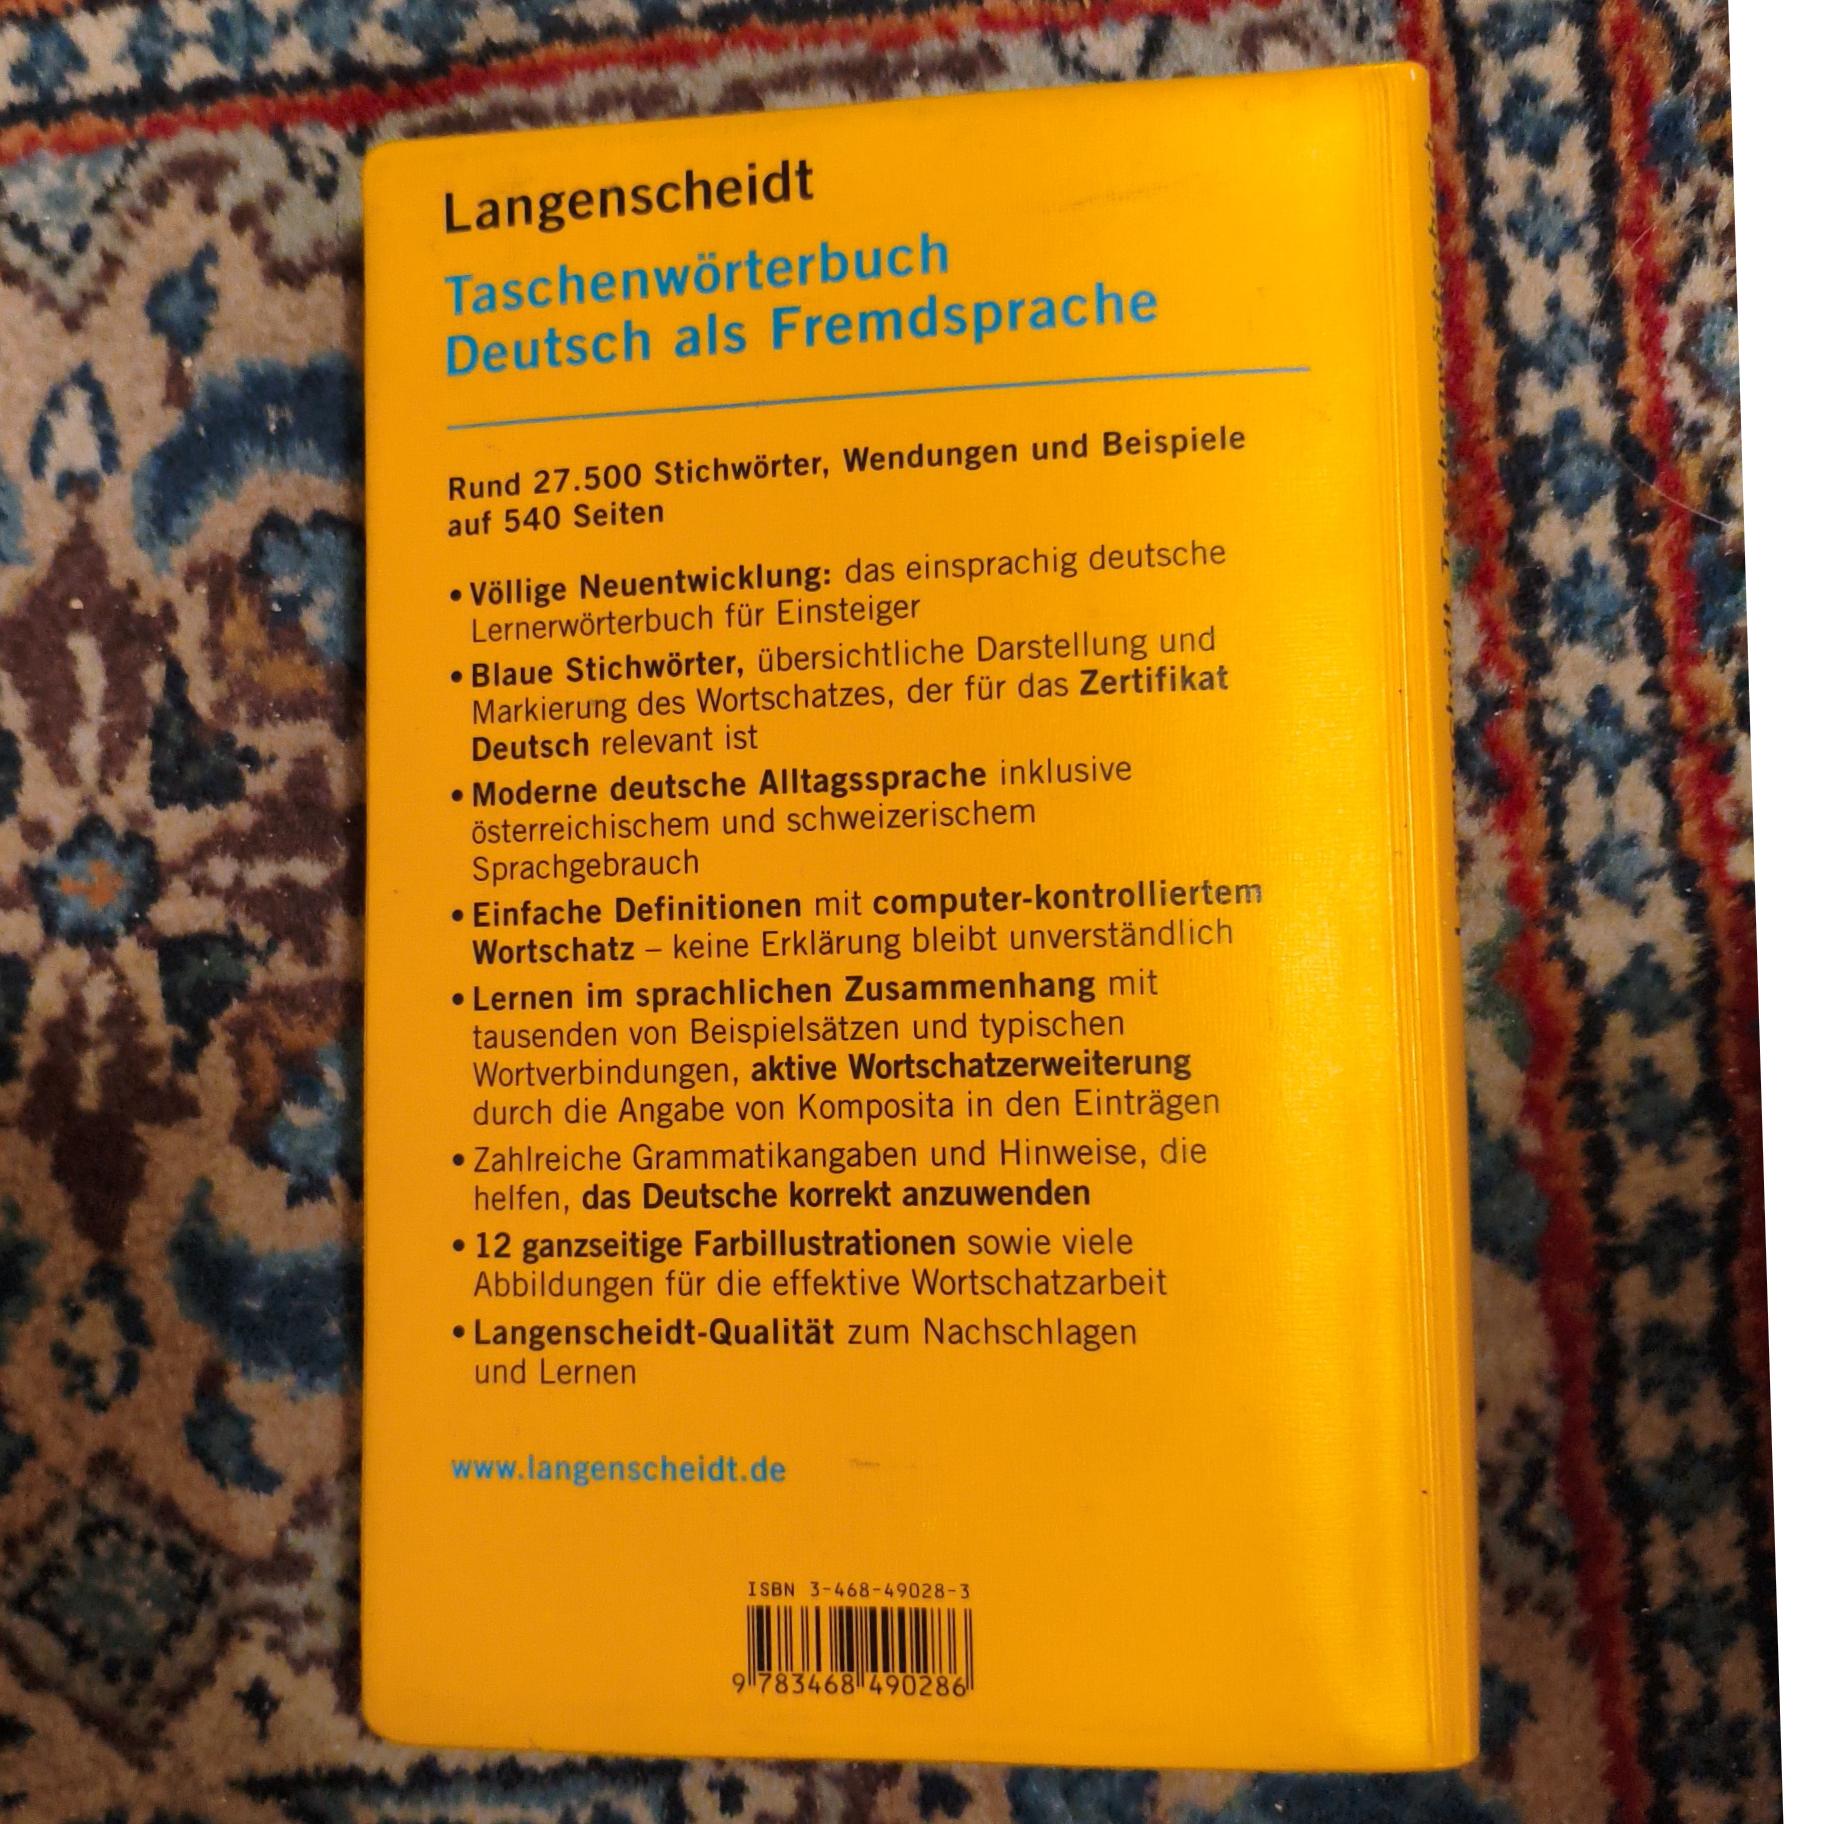 Langenscheidt
Taschenwörterbuch
Deutsch als Fremdsprache
Rund 27.500 Stichwörter, Wendungen und Beispiele
auf 540 Seiten
• Völlige Neuentwicklung: das einsprachig deutsche
Lernerwörterbuch für Einsteiger
• Blaue Stichwörter, übersichtliche Darstellung und
Markierung des Wortschatzes, der für das Zertifikat
Deutsch relevant ist
• Moderne deutsche Alltagssprache inklusive
österreichischem und schweizerischem
Sprachgebrauch
• Einfache Definitionen mit computer-kontrolliertem
Wortschatz – keine Erklärung bleibt unverständlich
• Lernen im sprachlichen Zusammenhang mit
tausenden von Beispielsätzen und typischen
Wortverbindungen, aktive Wortschatzerweiterung
durch die Angabe von Komposita in den Einträgen
• Zahlreiche Grammatikangaben und Hinweise, die
helfen, das Deutsche korrekt anzuwenden
• 12 ganzseitige Farbillustrationen sowie viele
Abbildungen für die effektive Wortschatzarbeit
• Langenscheidt-Qualität zum Nachschlagen
und Lernen
www.langenscheidt.de
ISBN 3-468-49028-3
9 783468 490286